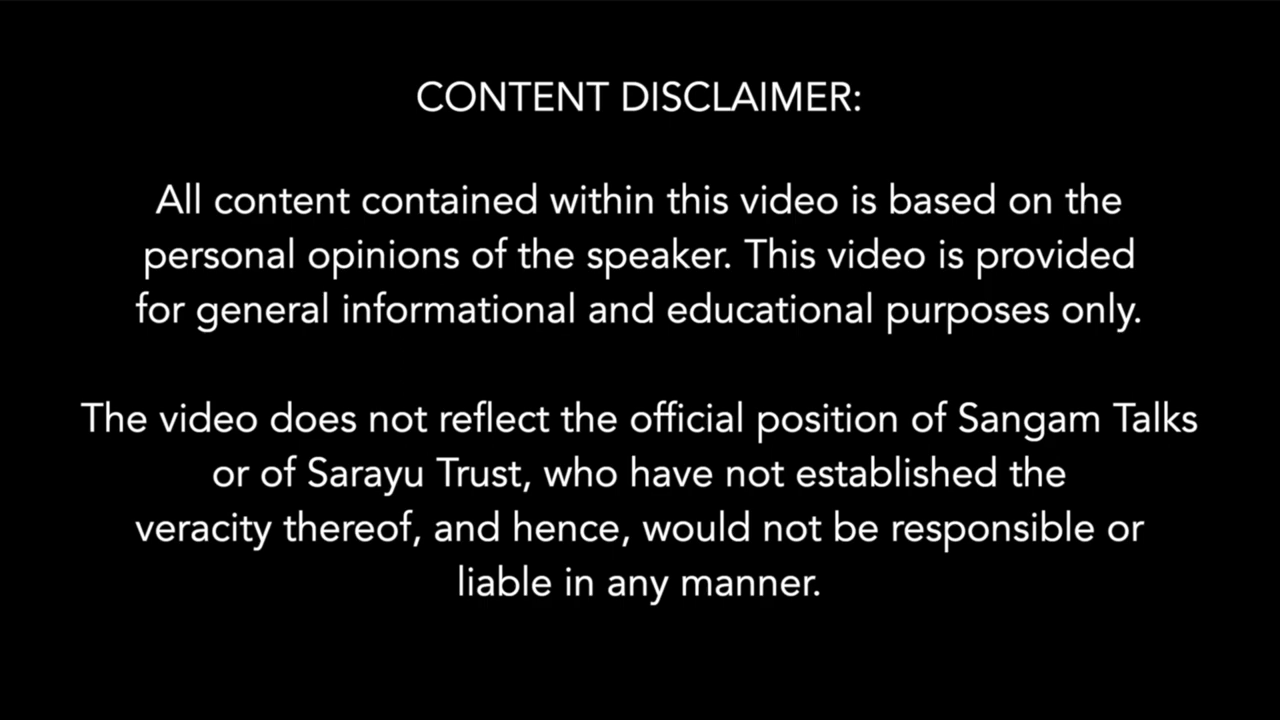 CONTENT DISCLAIMER:
All content contained within this video is based on the
personal opinions of the speaker. This video is provided
for general informational and educational purposes only.
The video does not reflect the official position of Sangam Talks
or of Sarayu Trust, who have not established the
veracity thereof, and hence, would not be responsible or
liable in any manner.